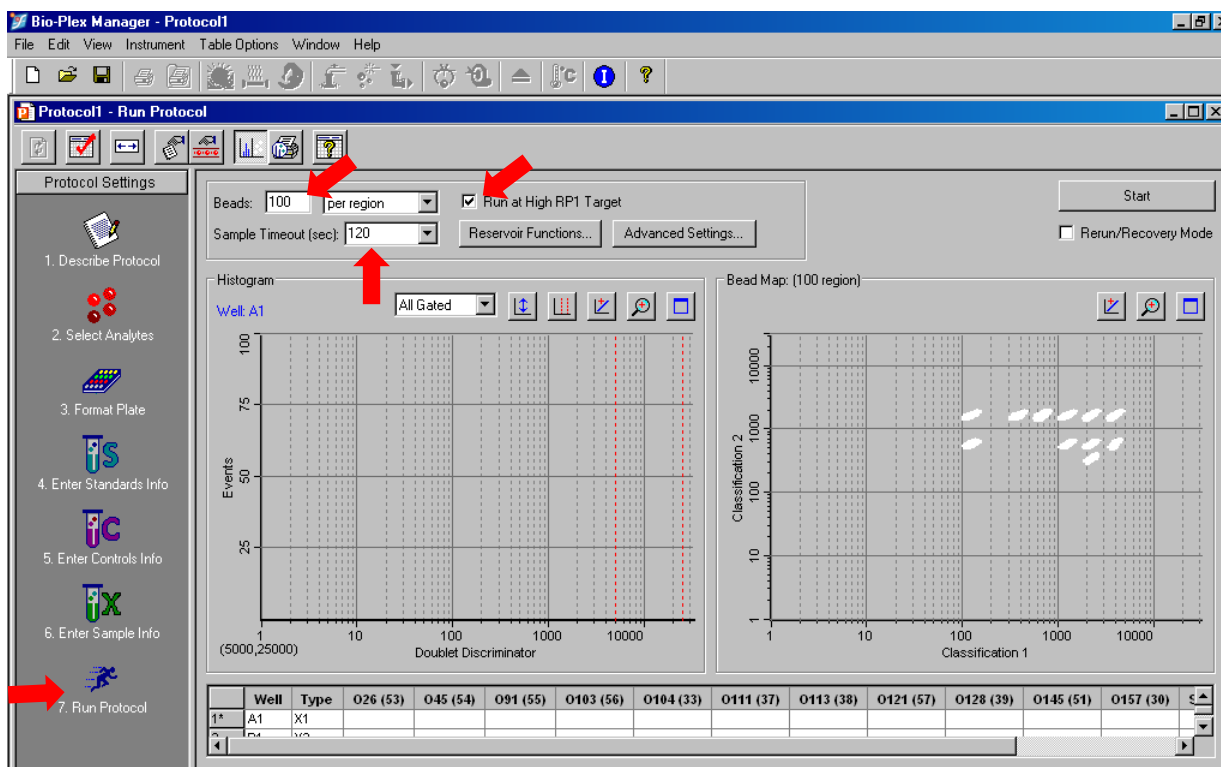 Bio-Plex Manager - Protocol1
File Edit View Instrument Table Options Window Help
Protocol1 - Run Protocol
Protocol Settings
1. Describe Protocol
2. Select Analytes
3. Format Plate
4. Enter Standards Info
5. Enter Controls Info
6. Enter Sample Info
7. Run Protocol
Beads: 100 per region Run at High RP1 Target
Sample Timeout (sec): 120 Reservoir Functions... Advanced Settings...
Start
Rerun/Recovery Mode
Histogram
Well: A1 All Gated
100
75
50
25
Events
1 10 100 1000 10000
(5000,25000) Doublet Discriminator
Bead Map: (100 region)
10000
1000
100
10
1
Classification 2
1 10 100 1000 10000
Classification 1
Well Type O26 (53) O45 (54) O91 (55) O103 (56) O104 (33) O111 (37) O113 (38) O121 (57) O128 (39) O145 (51) O157 (30)
1* A1 X1